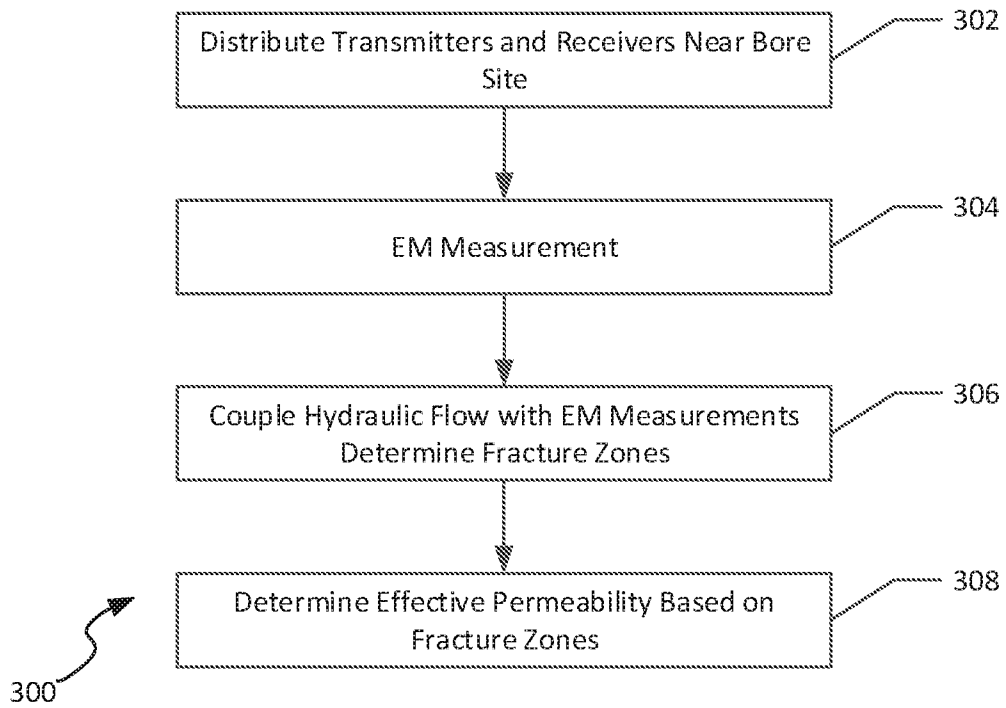 Distribute Transmitters and Receivers Near Bore
Site
302
EM Measurement
304
Couple Hydraulic Flow with EM Measurements
Determine Fracture Zones
306
Determine Effective Permeability Based on
Fracture Zones
308
300